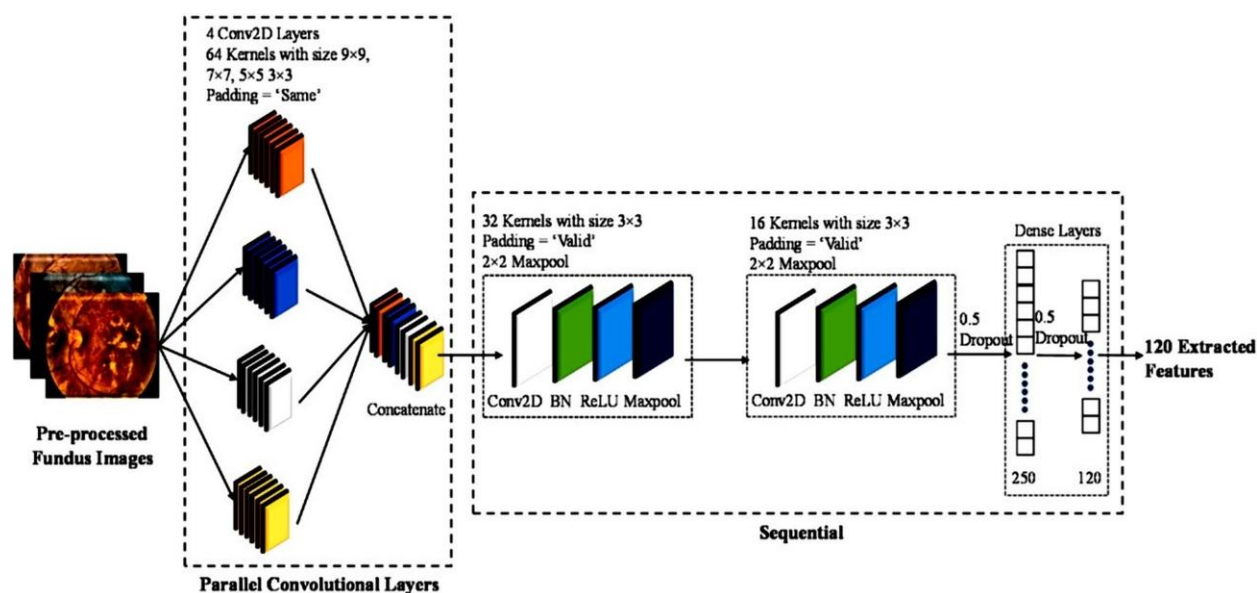 4 Conv2D Layers
64 Kernels with size 9×9,
7×7, 5×5 3×3
Padding = ‘Same’
Concatenate
Pre-processed
Fundus Images
Parallel Convolutional Layers
32 Kernels with size 3×3
Padding = ‘Valid’
2×2 Maxpool
Conv2D BN ReLU Maxpool
16 Kernels with size 3×3
Padding = ‘Valid’
2×2 Maxpool
Conv2D BN ReLU Maxpool
0.5
Dropout
Dense Layers
0.5
Dropout
250
120
120 Extracted
Features
Sequential